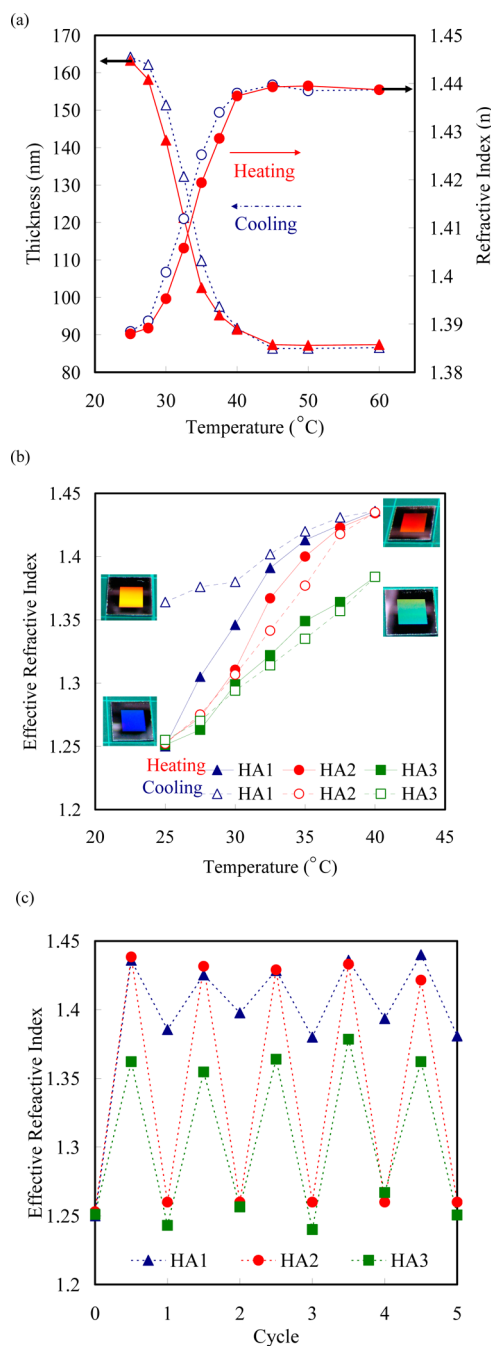 (a)
170
160
150
140
130
120
110
100
90
80
Thickness (nm)
1.45
1.44
1.43
1.42
1.41
1.4
1.39
1.38
Refractive Index (n)
Heating
Cooling
20 30 40 50 60
Temperature (°C)
(b)
1.45
1.4
1.35
1.3
1.25
1.2
Effective Refractive Index
Heating HA1 HA2 HA3
Cooling HA1 HA2 HA3
20 25 30 35 40 45
Temperature (°C)
(c)
1.45
1.4
1.35
1.3
1.25
1.2
Effective Refeactive Index
HA1 HA2 HA3
0 1 2 3 4 5
Cycle